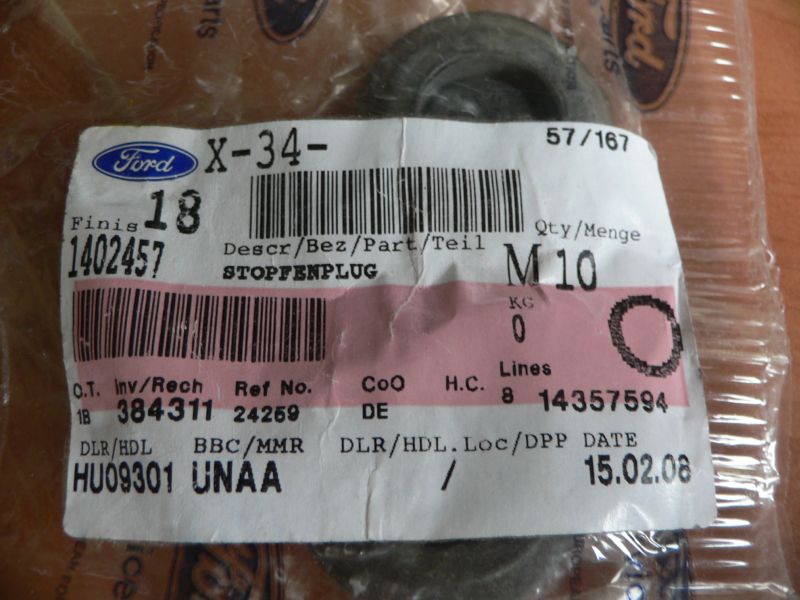 Ford
Ford X-34- 57/167
Finis 18
Descr/Bez/Part/Teil Qty/Menge
1402457 STOPFENPLUG M 10
KG
0
Lines
O.T. Inv/Rech Ref No. CoO H.C.
1B 384311 24259 DE 8 14357594
DLR/HDL BBC/MMR DLR/HDL.Loc/DPP DATE
HU09301 UNAA / 15.02.08